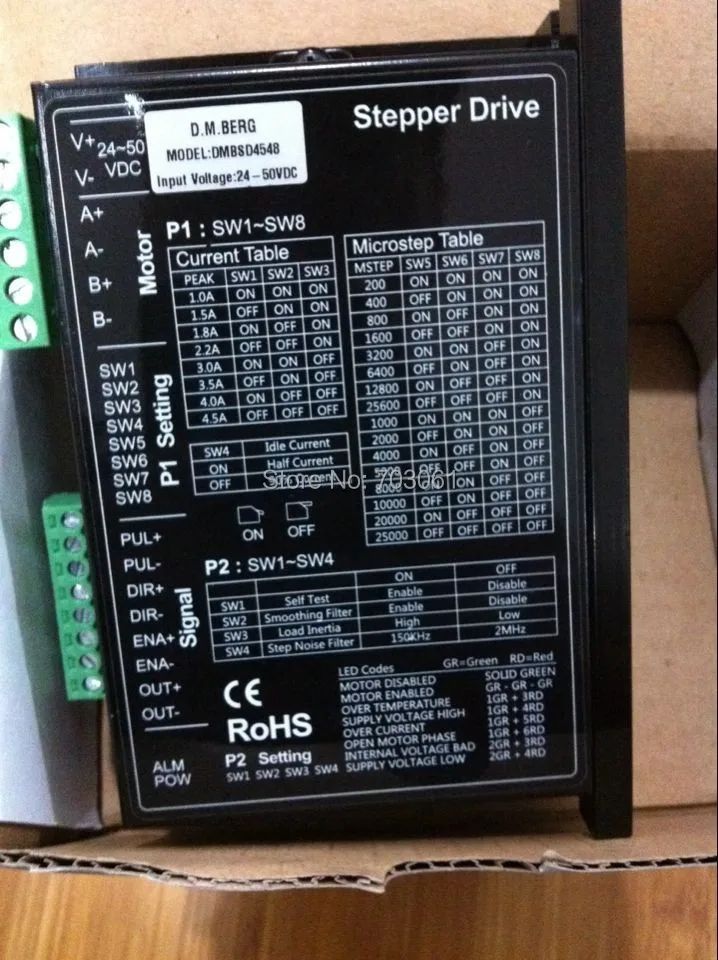 Stepper Drive
D.M.BERG
MODEL:DMBSD4548
Input Voltage:24-50VDC
V+
V-
24~50
VDC
A+
A-
B+
B-
Motor
SW1
SW2
SW3
SW4
SW5
SW6
SW7
SW8
P1 Setting
PUL+
PUL-
DIR+
DIR-
ENA+
ENA-
OUT+
OUT-
Signal
ALM
POW
P1 : SW1~SW8
Current Table
PEAK SW1 SW2 SW3
1.0A ON ON ON
1.5A OFF ON ON
1.8A ON OFF ON
2.2A OFF OFF ON
3.0A ON ON OFF
3.5A OFF ON OFF
4.0A ON OFF OFF
4.5A OFF OFF OFF
SW4 Idle Current
ON Half Current
OFF
ON OFF
Microstep Table
MSTEP SW5 SW6 SW7 SW8
200 ON ON ON ON
400 OFF ON ON ON
800 ON OFF ON ON
1600 OFF OFF ON ON
3200 ON ON OFF ON
6400 OFF ON OFF ON
12800 ON OFF OFF ON
25600 OFF OFF OFF ON
1000 ON ON ON OFF
2000 OFF ON ON OFF
4000 ON OFF ON OFF
OFF OFF ON OFF
8000 ON ON OFF OFF
10000 OFF ON OFF OFF
20000 ON OFF OFF OFF
25000 OFF OFF OFF OFF
Store No: 703061
P2 : SW1~SW4
ON OFF
SW1 Self Test Enable Disable
SW2 Smoothing Filter Enable Disable
SW3 Load Inertia High Low
SW4 Step Noise Filter 150KHz 2MHz
CE
RoHS
P2 Setting
SW1 SW2 SW3 SW4
LED Codes GR=Green RD=Red
MOTOR DISABLED SOLID GREEN
MOTOR ENABLED GR - GR - GR
OVER TEMPERATURE 1GR + 3RD
SUPPLY VOLTAGE HIGH 1GR + 4RD
OVER CURRENT 1GR + 5RD
OPEN MOTOR PHASE 1GR + 6RD
INTERNAL VOLTAGE BAD 2GR + 3RD
SUPPLY VOLTAGE LOW 2GR + 4RD